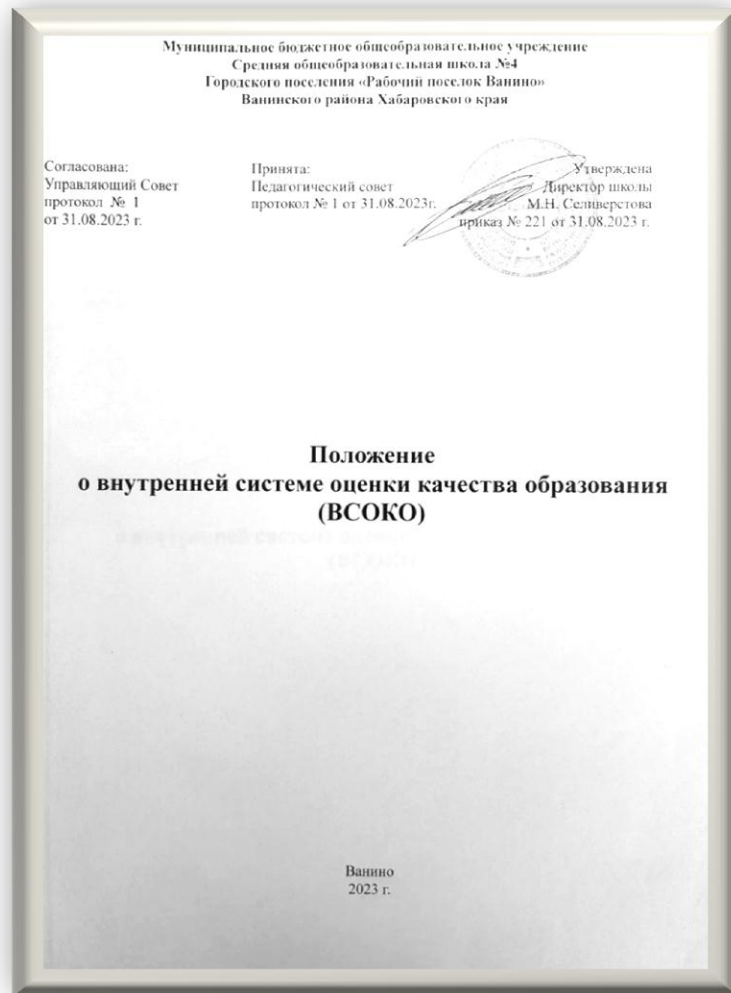 Муниципальное бюджетное общеобразовательное учреждение
Средняя общеобразовательная школа №4
Городского поселения «Рабочий поселок Ванино»
Ванинского района Хабаровского края
Согласована:
Управляющий Совет
протокол № 1
от 31.08.2023 г.
Принята:
Педагогический совет
протокол № 1 от 31.08.2023г.
Утверждена
Директор школы
М.Н. Селиверстова
приказ № 221 от 31.08.2023 г.
Положение
о внутренней системе оценки качества образования
(ВСОКО)
Ванино
2023 г.